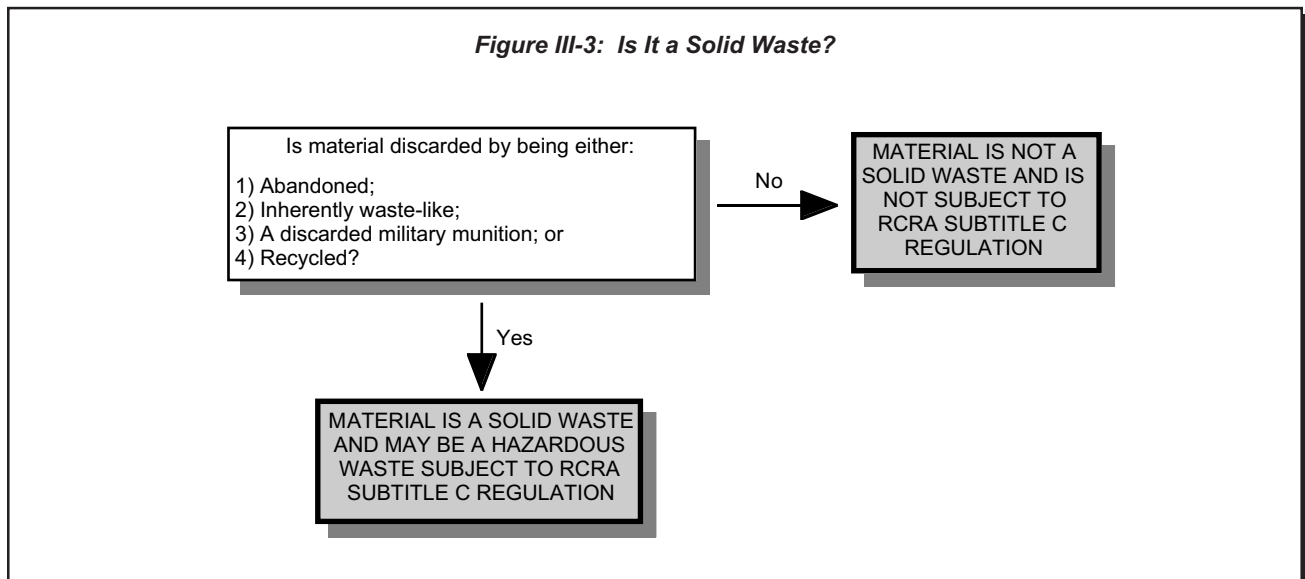 Figure III-3: Is It a Solid Waste?
Is material discarded by being either:
1) Abandoned;
2) Inherently waste-like;
3) A discarded military munition; or
4) Recycled?
No
MATERIAL IS NOT A
SOLID WASTE AND IS
NOT SUBJECT TO
RCRA SUBTITLE C
REGULATION
Yes
MATERIAL IS A SOLID WASTE
AND MAY BE A HAZARDOUS
WASTE SUBJECT TO RCRA
SUBTITLE C REGULATION